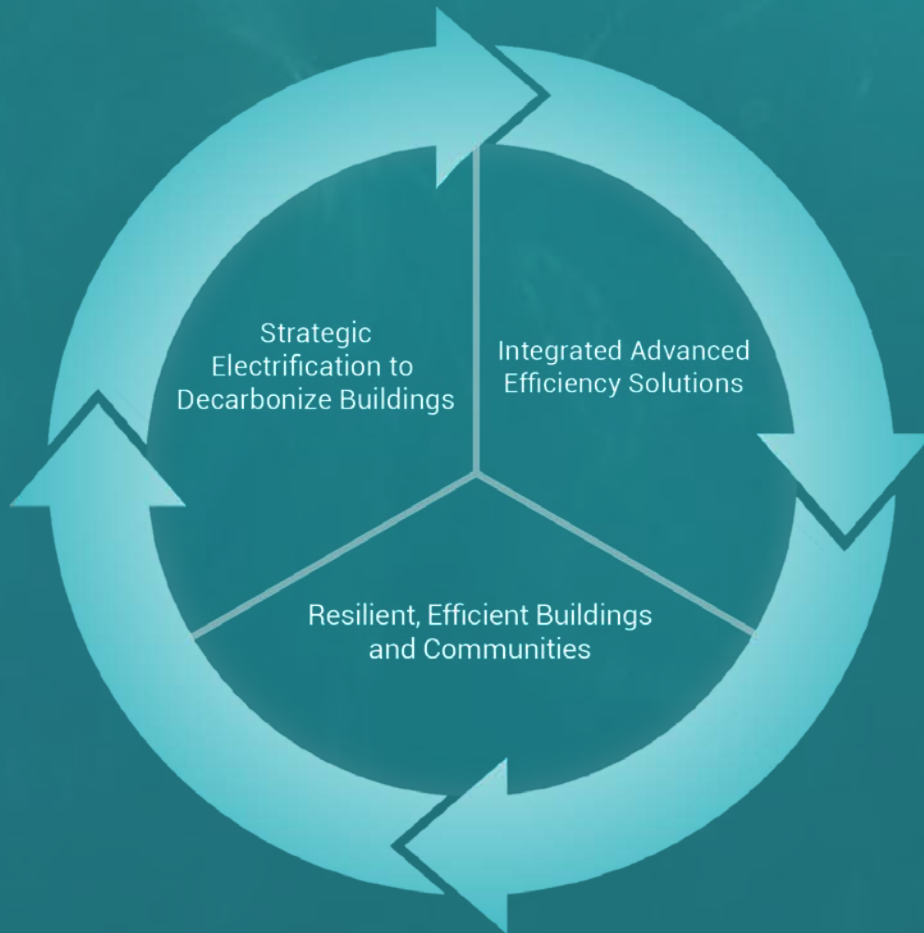 Strategic
Electrification to
Decarbonize Buildings
Integrated Advanced
Efficiency Solutions
Resilient, Efficient Buildings
and Communities